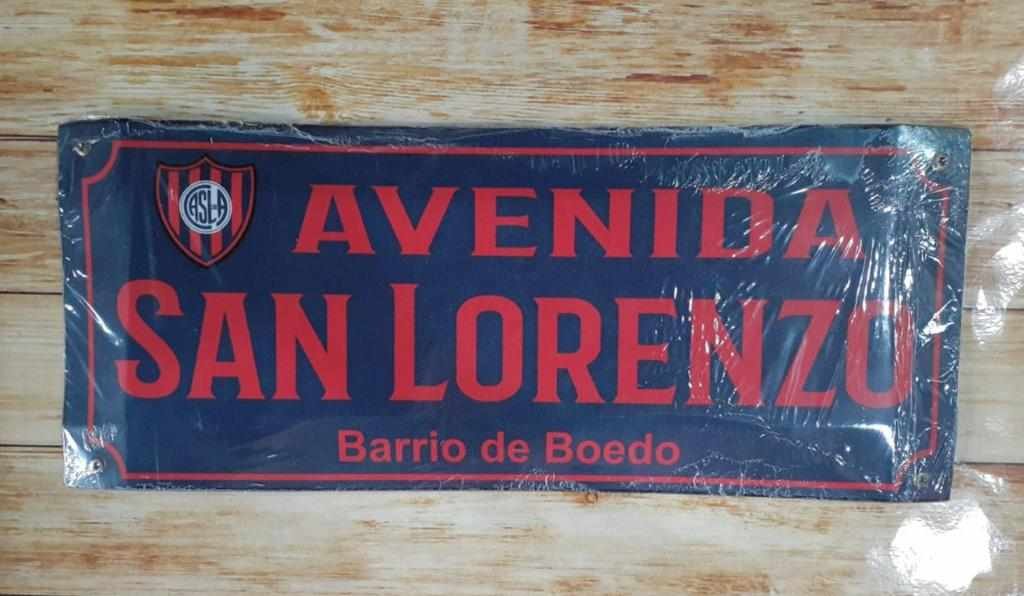 CASLA
AVENIDA
SAN LORENZO
Barrio de Boedo